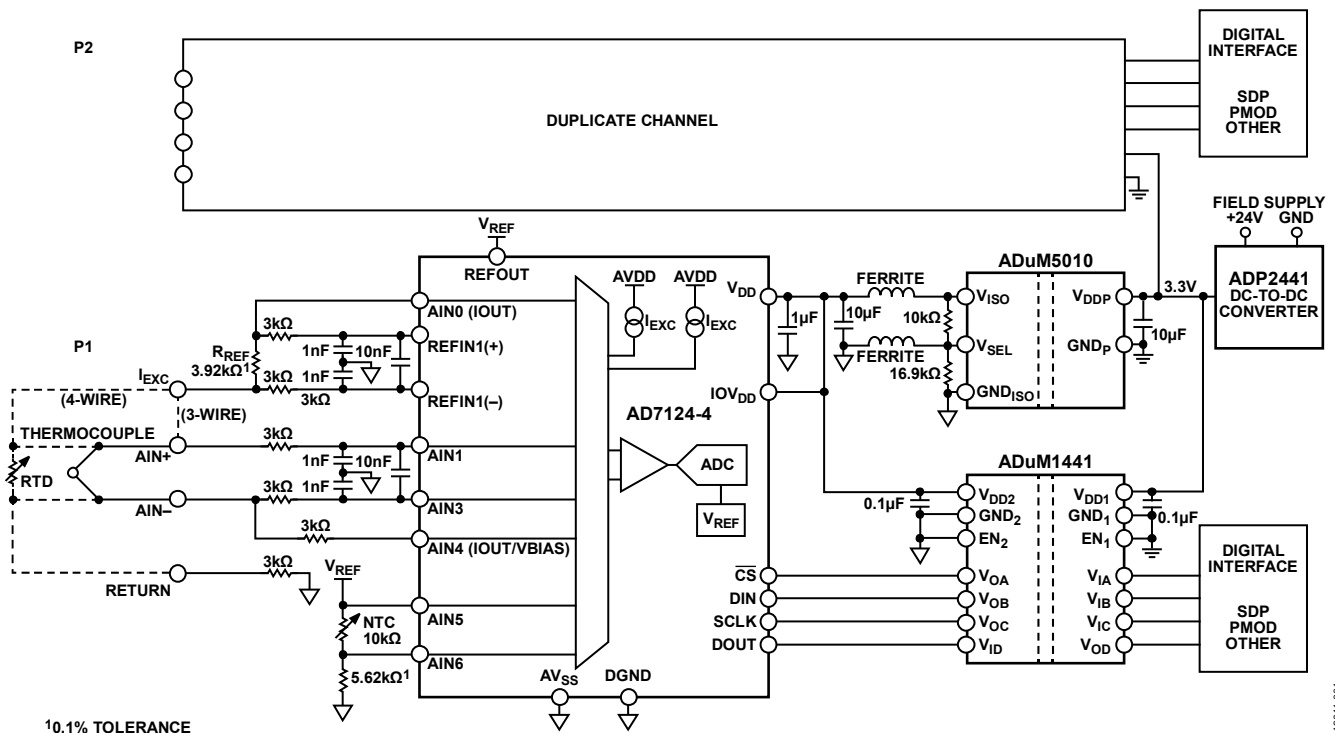 P2
DUPLICATE CHANNEL
DIGITAL
INTERFACE
SDP
PMOD
OTHER
FIELD SUPPLY
+24V GND
ADP2441
DC-TO-DC
CONVERTER
3.3V
VREF
REFOUT
AIN0 (IOUT)
REFIN1(+)
REFIN1(–)
AIN1
AIN3
AIN4 (IOUT/VBIAS)
AIN5
AIN6
AVSS
DGND
AVDD
AVDD
IEXC
IEXC
AD7124-4
ADC
VREF
VDD
IOVDD
CS
DIN
SCLK
DOUT
P1
3kΩ
RREF
3.92kΩ1
1nF
10nF
1nF
IEXC
3kΩ
3kΩ
(4-WIRE)
(3-WIRE)
THERMOCOUPLE
AIN+
3kΩ
1nF
10nF
1nF
RTD
AIN–
3kΩ
3kΩ
RETURN
3kΩ
VREF
NTC
10kΩ
5.62kΩ1
1µF
10µF
FERRITE
FERRITE
10kΩ
16.9kΩ
ADuM5010
VISO
VSEL
GNDISO
VDDP
GNDP
10µF
ADuM1441
0.1µF
VDD2
GND2
EN2
VOA
VOB
VOC
VID
VDD1
GND1
EN1
VIA
VIB
VIC
VOD
0.1µF
DIGITAL
INTERFACE
SDP
PMOD
OTHER
10.1% TOLERANCE